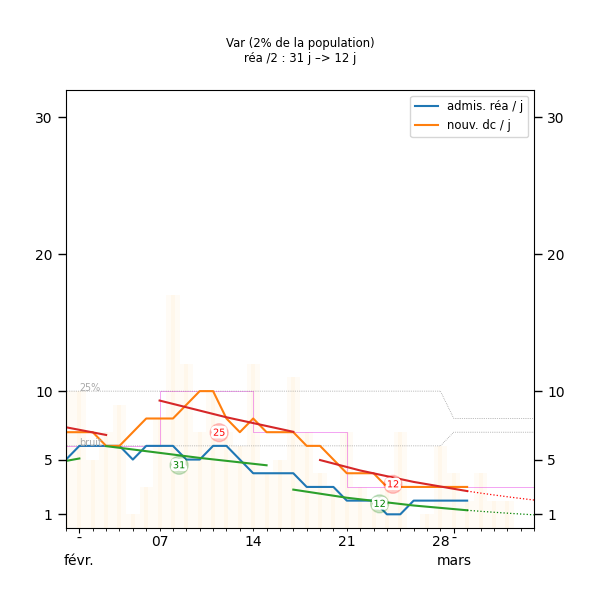 Var (2% de la population)
réa /2 : 31 j –> 12 j
admis. réa / j
nouv. dc / j
30
30
20
20
25%
10
10
bruit
25
31
5
5
12
12
1
1
07
14
21
28
févr.
mars